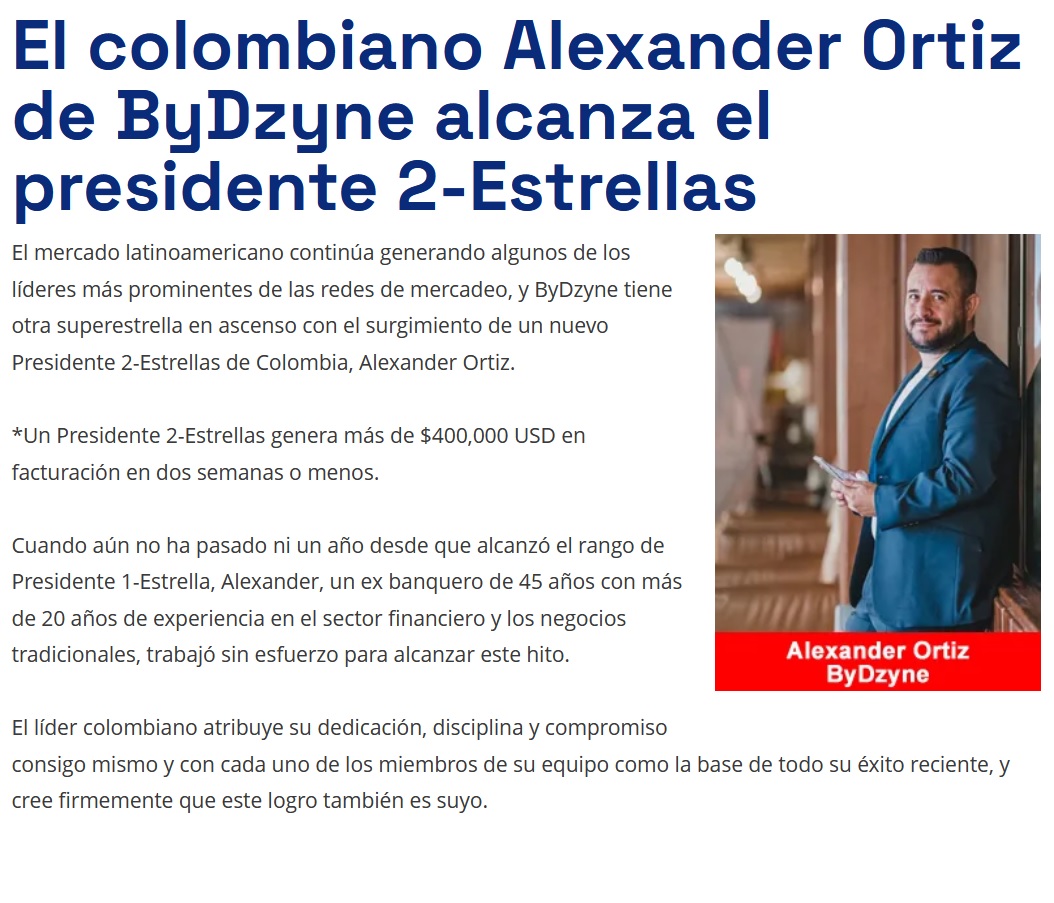 El colombiano Alexander Ortiz
de ByDzyne alcanza el
presidente 2-Estrellas
El mercado latinoamericano continúa generando algunos de los
líderes más prominentes de las redes de mercadeo, y ByDzyne tiene
otra superestrella en ascenso con el surgimiento de un nuevo
Presidente 2-Estrellas de Colombia, Alexander Ortiz.
*Un Presidente 2-Estrellas genera más de $400,000 USD en
facturación en dos semanas o menos.
Cuando aún no ha pasado ni un año desde que alcanzó el rango de
Presidente 1-Estrella, Alexander, un ex banquero de 45 años con más
de 20 años de experiencia en el sector financiero y los negocios
tradicionales, trabajó sin esfuerzo para alcanzar este hito.
El líder colombiano atribuye su dedicación, disciplina y compromiso
consigo mismo y con cada uno de los miembros de su equipo como la base de todo su éxito reciente, y
cree firmemente que este logro también es suyo.
Alexander Ortiz
ByDzyne